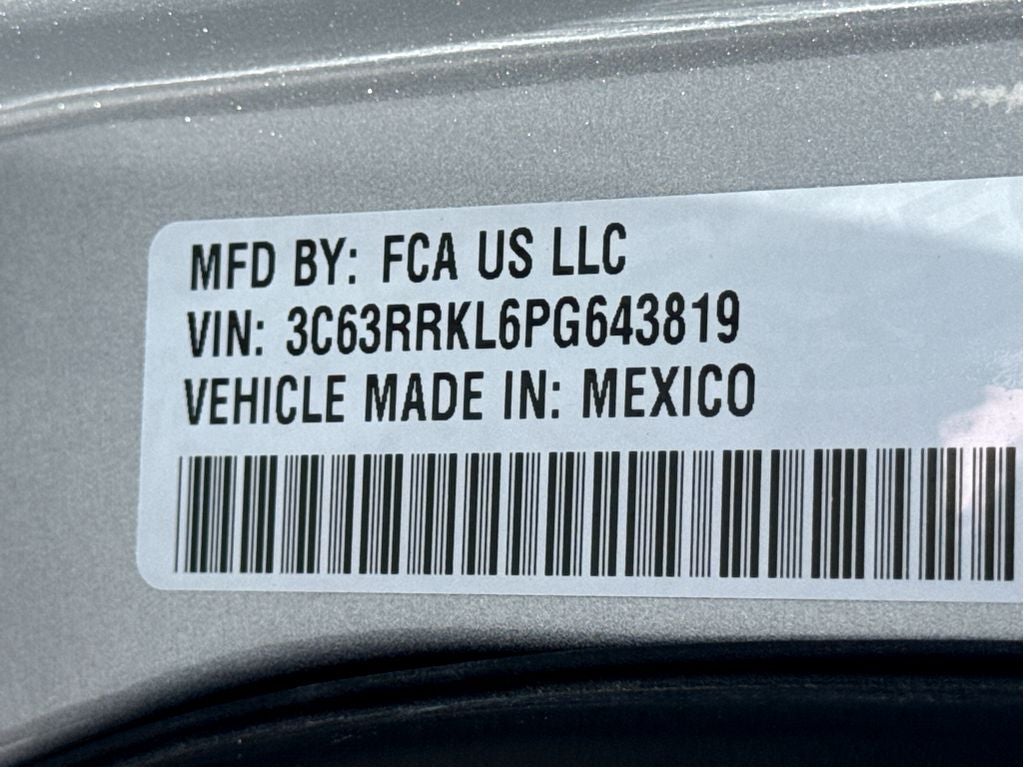 MFD BY: FCA US LLC
VIN: 3C63RRKL6PG643819
VEHICLE MADE IN: MEXICO